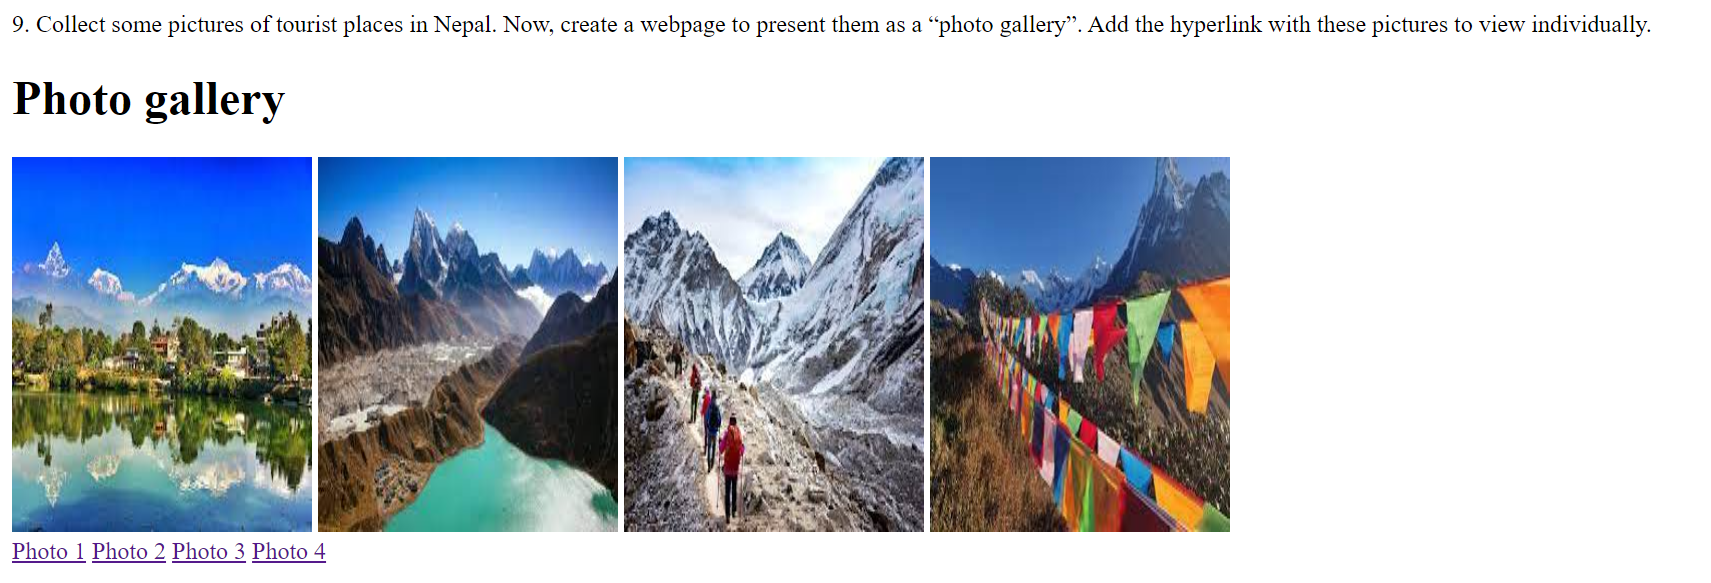 9. Collect some pictures of tourist places in Nepal. Now, create a webpage to present them as a “photo gallery”. Add the hyperlink with these pictures to view individually.
Photo gallery
Photo 1 Photo 2 Photo 3 Photo 4